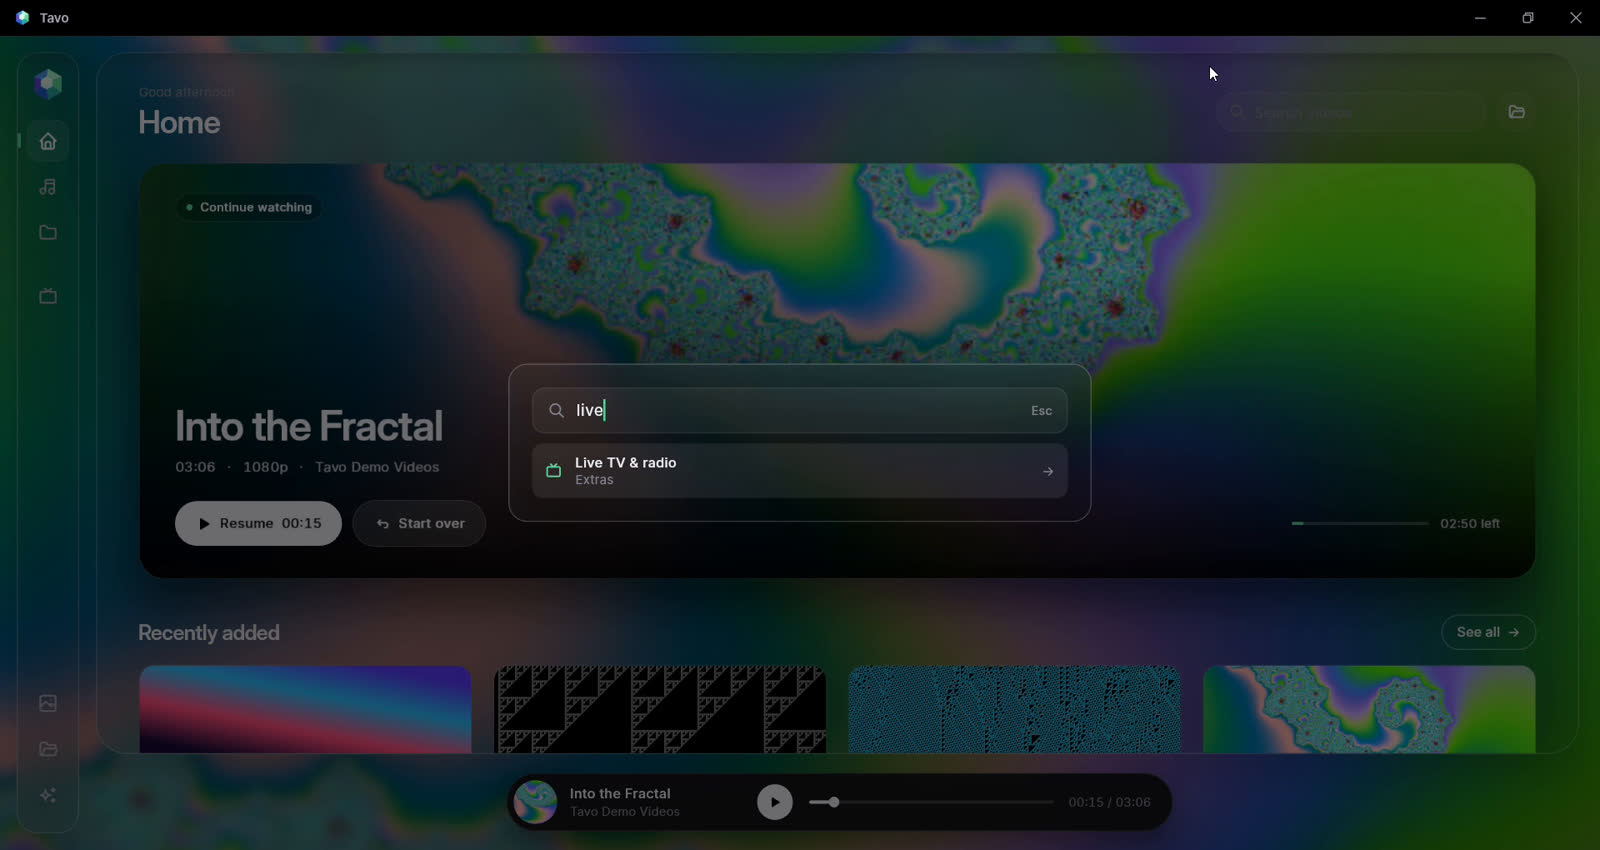 Tavo
Good afternoon
Home
Search videos
Continue watching
Into the Fractal
03:06 · 1080p · Tavo Demo Videos
Resume 00:15
Start over
02:50 left
live
Esc
Live TV & radio
Extras
Recently added
See all
Into the Fractal
Tavo Demo Videos
00:15 / 03:06